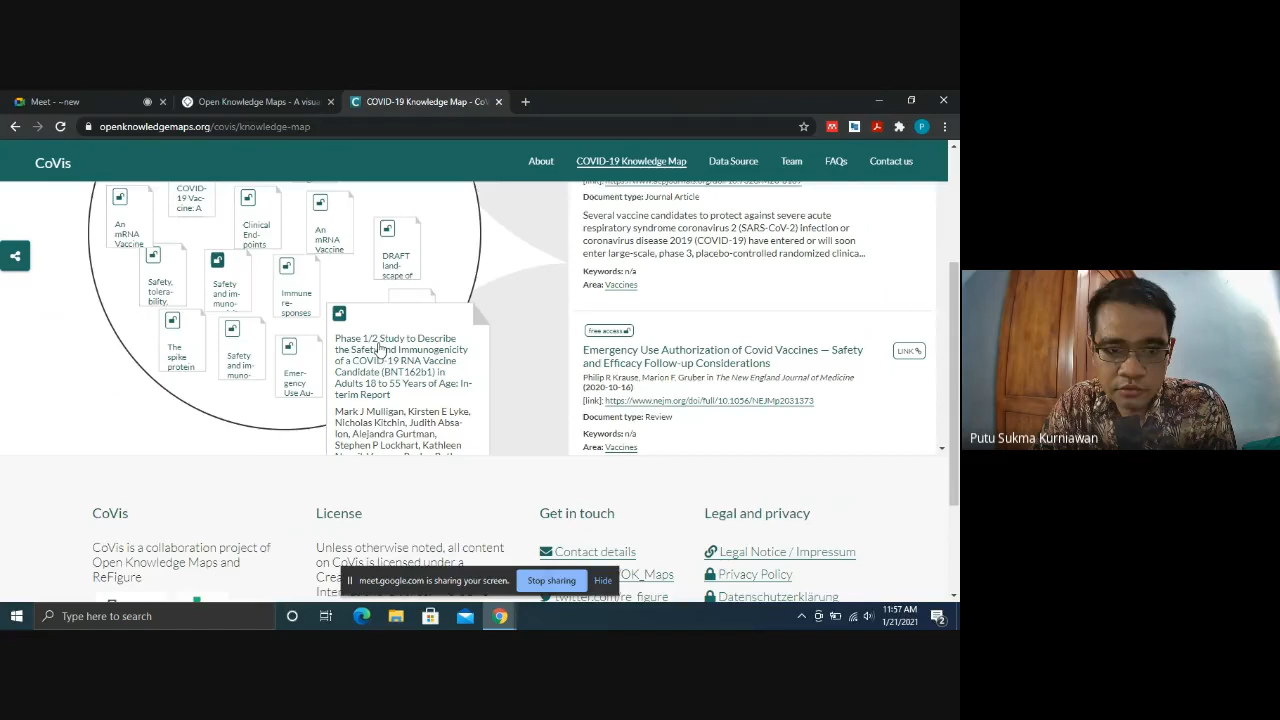 Meet - ~new
Open Knowledge Maps - A visua
COVID-19 Knowledge Map - CoV
openknowledgemaps.org/covis/knowledge-map
CoVis
About
COVID-19 Knowledge Map
Data Source
Team
FAQs
Contact us
An
mRNA
Vaccine
COVID-
19 Vac-
cine: A
Clinical
End-
points
An
mRNA
Vaccine
DRAFT
land-
scape of
Safety,
tolera-
bility,
Safety
and im-
muno-
Immune
re-
sponses
The
spike
protein
Safety
and im-
muno-
Emer-
gency
Use Au-
Phase 1/2 Study to Describe
the Safety and Immunogenicity
of a COVID-19 RNA Vaccine
Candidate (BNT162b1) in
Adults 18 to 55 Years of Age: In-
terim Report
Mark J Mulligan, Kirsten E Lyke,
Nicholas Kitchin, Judith Absa-
lon, Alejandra Gurtman,
Stephen P Lockhart, Kathleen
Document type: Journal Article
Several vaccine candidates to protect against severe acute
respiratory syndrome coronavirus 2 (SARS-CoV-2) infection or
coronavirus disease 2019 (COVID-19) have entered or will soon
enter large-scale, phase 3, placebo-controlled randomized clinica...
Keywords: n/a
Area: Vaccines
free access
Emergency Use Authorization of Covid Vaccines — Safety
and Efficacy Follow-up Considerations
LINK
Philip R Krause, Marion F. Gruber in The New England Journal of Medicine
(2020-10-16)
[link]: https://www.nejm.org/doi/full/10.1056/NEJMp2031373
Document type: Review
Keywords: n/a
Area: Vaccines
CoVis
CoVis is a collaboration project of
Open Knowledge Maps and
ReFigure
License
Unless otherwise noted, all content
on CoVis is licensed under a
Get in touch
Contact details
OK_Maps
twitter.com/re_figure
Legal and privacy
Legal Notice / Impressum
Privacy Policy
Datenschutzerklärung
meet.google.com is sharing your screen.
Stop sharing
Hide
Type here to search
11:57 AM
1/21/2021
2
P
Putu Sukma Kurniawan